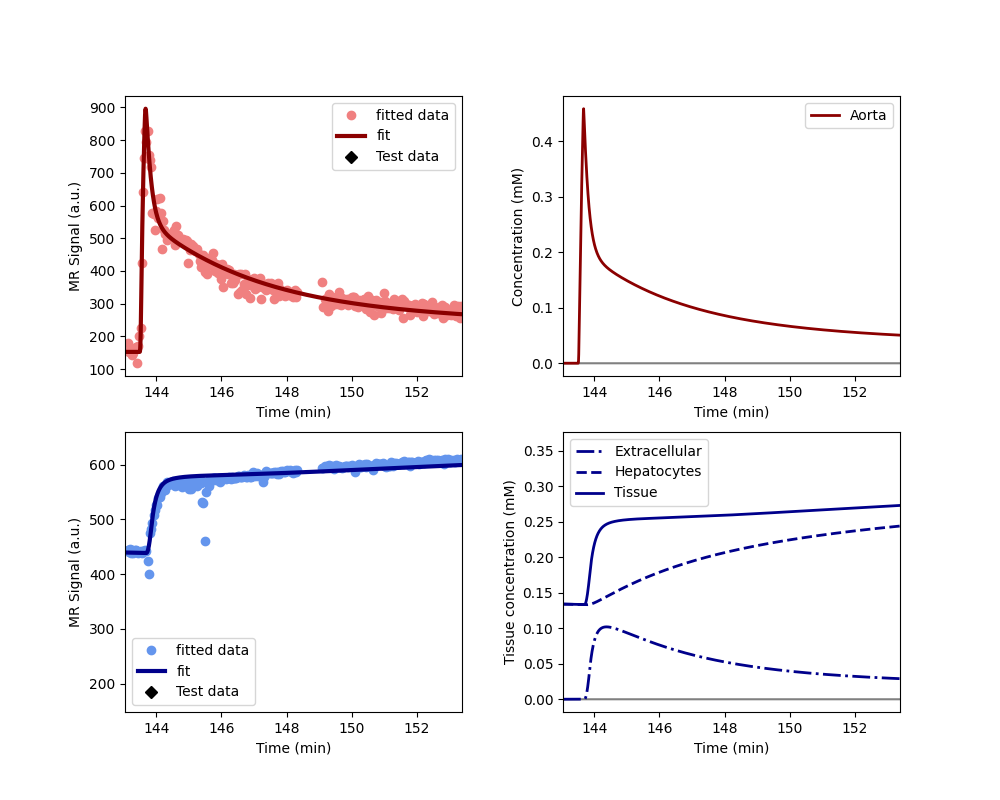 900
800
700
600
500
400
300
200
100
MR Signal (a.u.)
fitted data
fit
Test data
144 146 148 150 152
Time (min)
0.4
0.3
0.2
0.1
0.0
Concentration (mM)
Aorta
144 146 148 150 152
Time (min)
600
500
400
300
200
MR Signal (a.u.)
fitted data
fit
Test data
144 146 148 150 152
Time (min)
0.35
0.30
0.25
0.20
0.15
0.10
0.05
0.00
Tissue concentration (mM)
Extracellular
Hepatocytes
Tissue
144 146 148 150 152
Time (min)